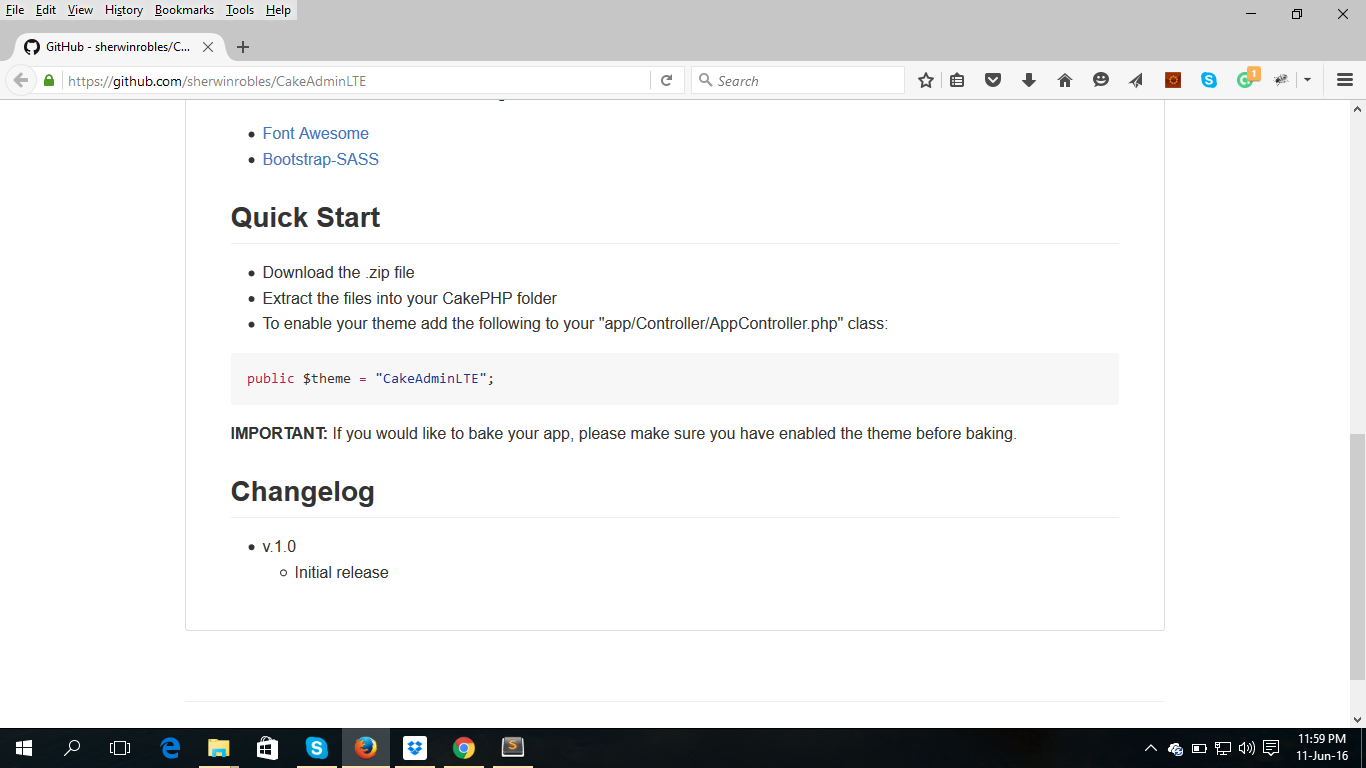 File Edit View History Bookmarks Tools Help
GitHub - sherwinrobles/C...
https://github.com/sherwinrobles/CakeAdminLTE
Search
1
Font Awesome
Bootstrap-SASS
Quick Start
Download the .zip file
Extract the files into your CakePHP folder
To enable your theme add the following to your "app/Controller/AppController.php" class:
public $theme = "CakeAdminLTE";
IMPORTANT: If you would like to bake your app, please make sure you have enabled the theme before baking.
Changelog
v.1.0
Initial release
11:59 PM
11-Jun-16